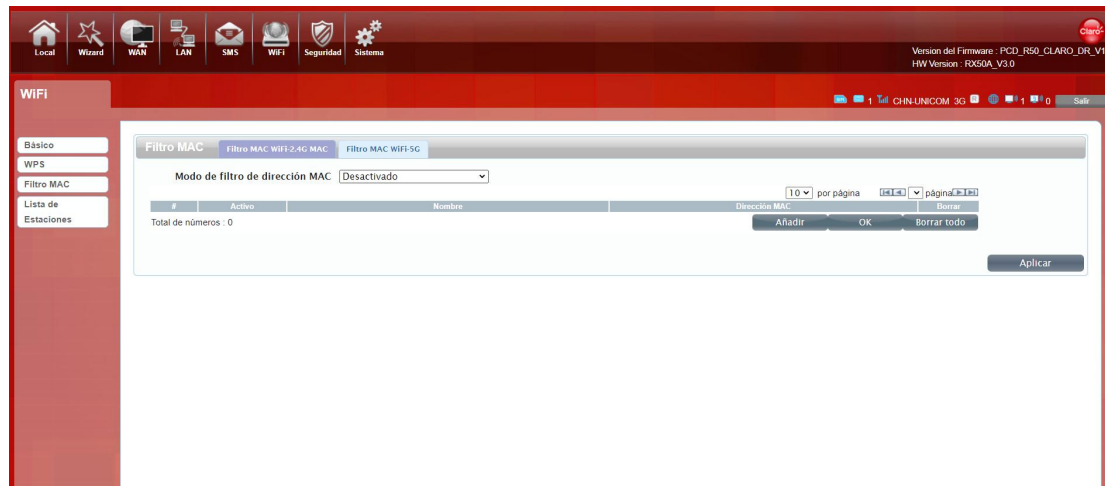 Local Wizard WAN LAN SMS WiFi Seguridad Sistema
Claro-
Version del Firmware : PCD_R50_CLARO_DR_V1
HW Version : RX50A_V3.0
WiFi
1 CHN-UNICOM 3G R 1 0 Salir
Básico
WPS
Filtro MAC
Lista de
Estaciones
Filtro MAC Filtro MAC WiFi-2.4G MAC Filtro MAC WiFi-5G
Modo de filtro de dirección MAC Desactivado
10 por página página
# Activo Nombre Dirección MAC Borrar
Total de números : 0 Añadir OK Borrar todo
Aplicar